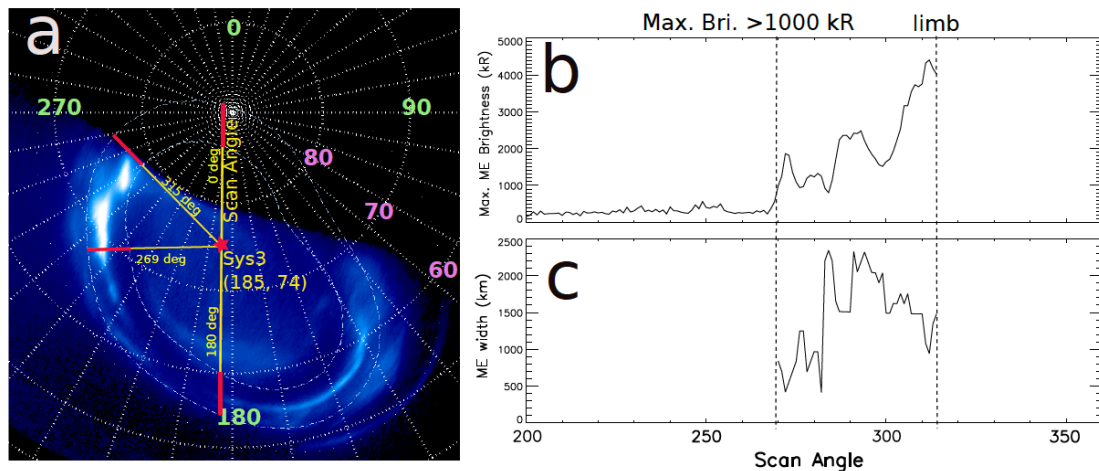 a
0
270
90
80
70
60
180
0 deg
Scan Angle
315 deg
269 deg
Sys3
(185, 74)
180 deg
Max. Bri. >1000 kR
limb
b
Max. ME Brightness (kR)
5000
4000
3000
2000
1000
0
c
ME width (km)
2500
2000
1500
1000
500
0
200
250
300
350
Scan Angle